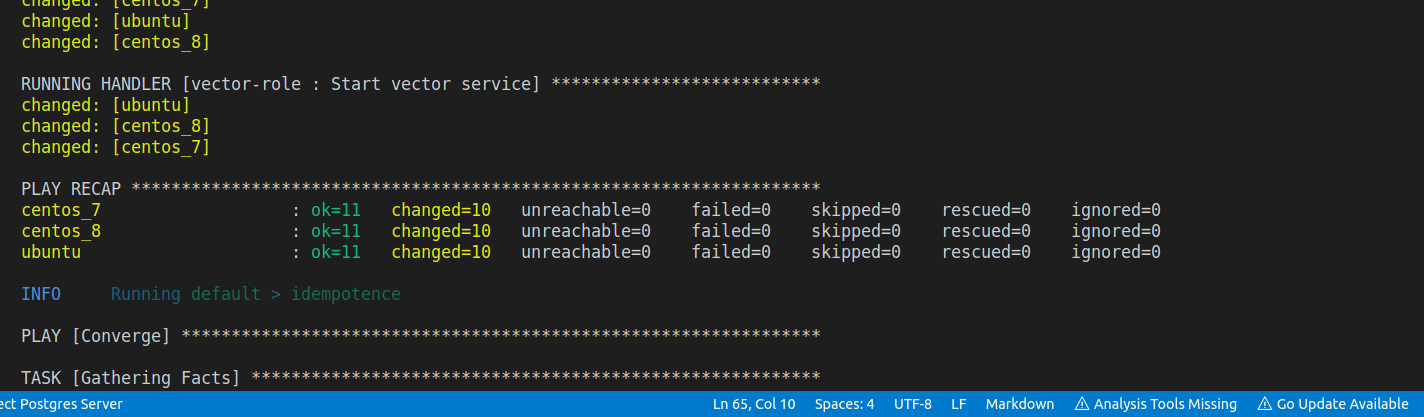 changed: [centos_7]
changed: [ubuntu]
changed: [centos_8]
RUNNING HANDLER [vector-role : Start vector service] ***************************
changed: [ubuntu]
changed: [centos_8]
changed: [centos_7]
PLAY RECAP *********************************************************************
centos_7                   : ok=11   changed=10   unreachable=0    failed=0    skipped=0    rescued=0    ignored=0
centos_8                   : ok=11   changed=10   unreachable=0    failed=0    skipped=0    rescued=0    ignored=0
ubuntu                     : ok=11   changed=10   unreachable=0    failed=0    skipped=0    rescued=0    ignored=0
INFO     Running default > idempotence
PLAY [Converge] ****************************************************************
TASK [Gathering Facts] *********************************************************
ect Postgres Server Ln 65, Col 10 Spaces: 4 UTF-8 LF Markdown Analysis Tools Missing Go Update Available